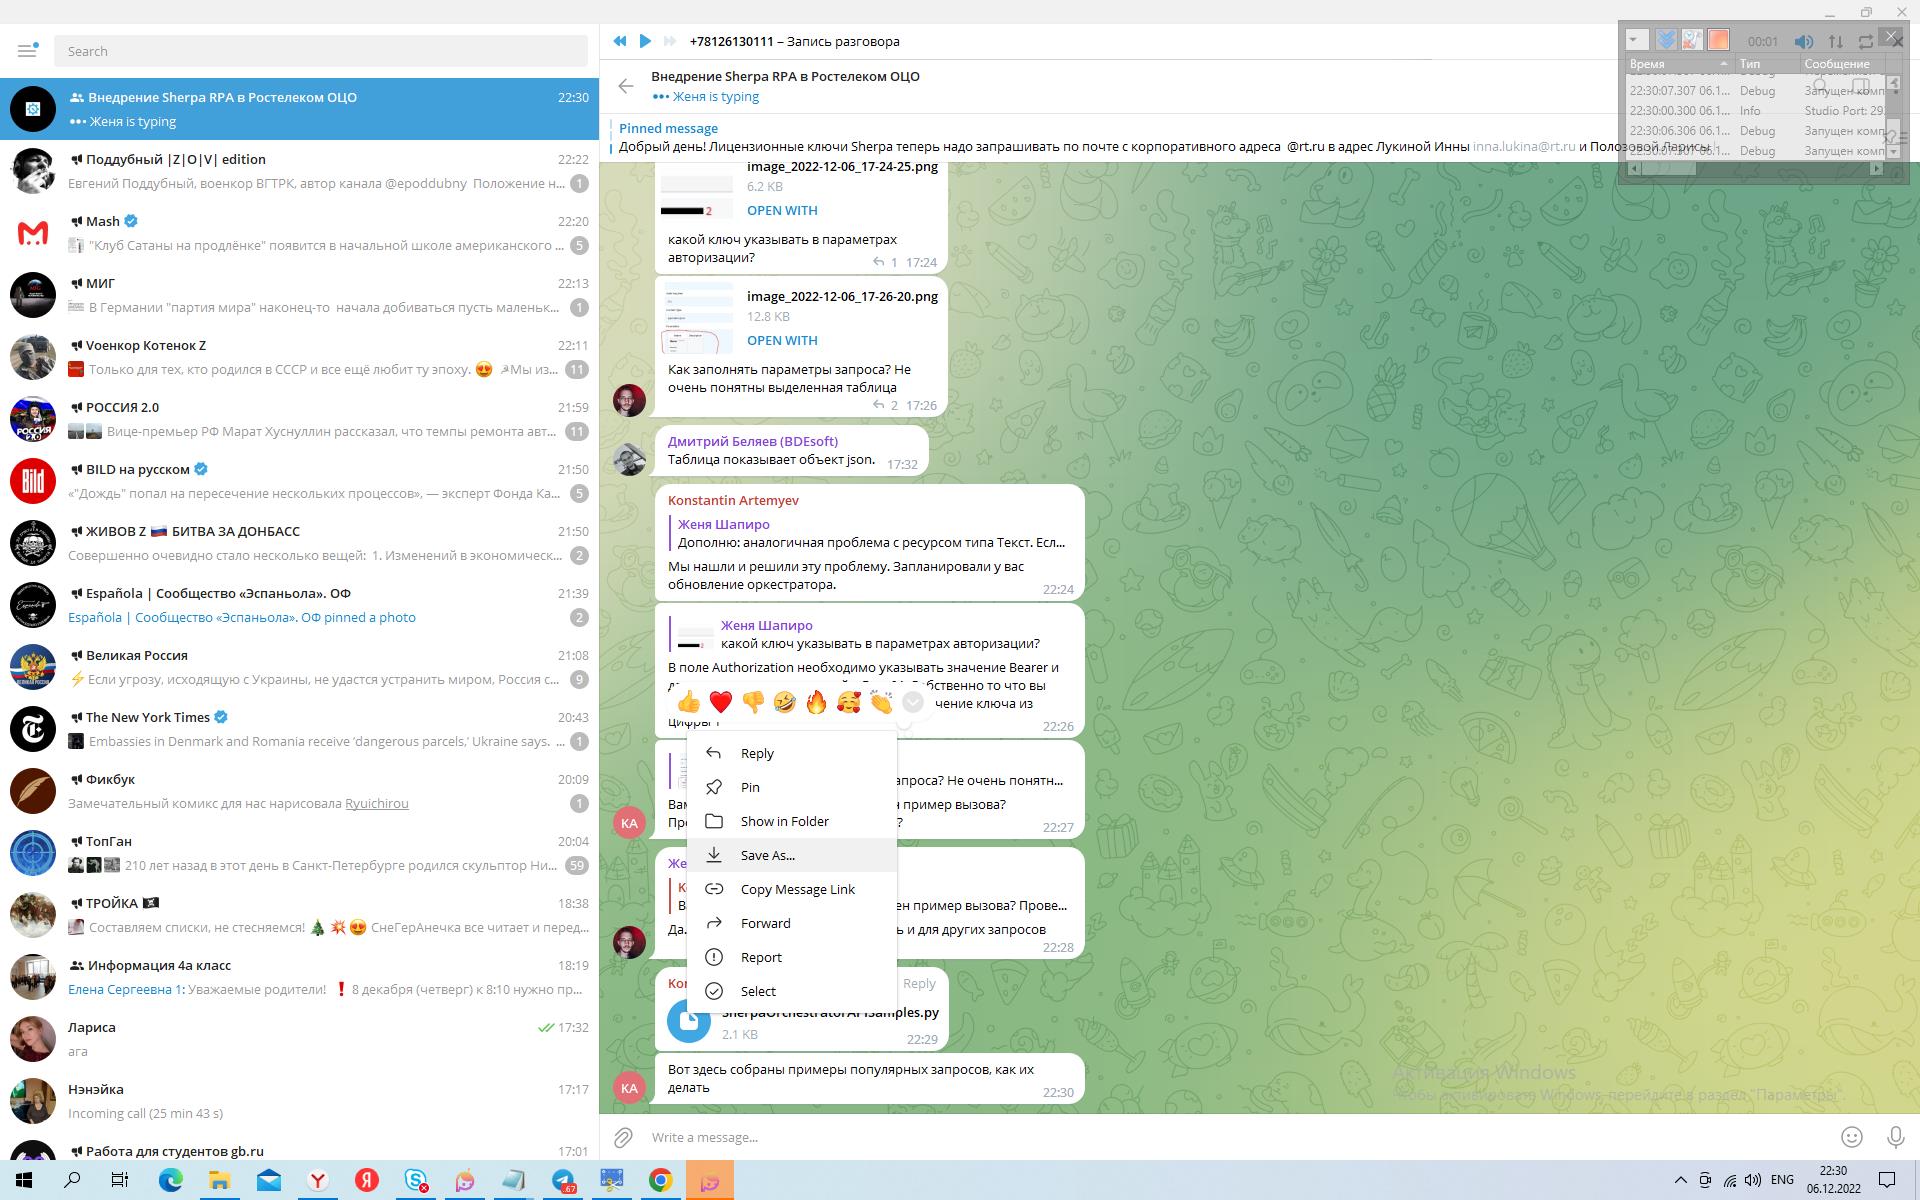 Search
Внедрение Sherpa RPA в Ростелеком ОЦО 22:30
Женя is typing
Поддубный |Z|O|V| edition 22:22
Евгений Поддубный, военкор ВГТРК, автор канала @epoddubny Положение н... 1
Mash 22:20
"Клуб Сатаны на продлёнке" появится в начальной школе американского ... 5
МИГ 22:13
В Германии "партия мира" наконец-то начала добиваться пусть маленьк... 1
Vоенкор Котенок Z 22:11
Только для тех, кто родился в СССР и все ещё любит ту эпоху. 😍 ☭Мы из... 11
РОССИЯ 2.0 21:59
Вице-премьер РФ Марат Хуснуллин рассказал, что темпы ремонта авт... 11
BILD на русском 21:50
«"Дождь" попал на пересечение нескольких процессов», — эксперт Фонда Ка... 5
ЖИВОВ Z 🇷🇺 БИТВА ЗА ДОНБАСС 21:50
Совершенно очевидно стало несколько вещей: 1. Изменений в экономическ... 2
Española | Сообщество «Эспаньола». ОФ 21:39
Española | Сообщество «Эспаньола». ОФ pinned a photo 2
Великая Россия 21:08
⚡Если угрозу, исходящую с Украины, не удастся устранить миром, Россия с... 9
The New York Times 20:43
Embassies in Denmark and Romania receive ‘dangerous parcels,’ Ukraine says. ... 1
Фикбук 20:09
Замечательный комикс для нас нарисовала Ryuichirou 1
ТопГан 20:04
210 лет назад в этот день в Санкт-Петербурге родился скульптор Ни... 59
ТРОЙКА 18:38
Составляем списки, не стесняемся! 🎄 💥 😍 СнеГерАнечка все читает и перед...
Информация 4а класс 18:19
Елена Сергеевна 1: Уважаемые родители! ❗ 8 декабря (четверг) к 8:10 нужно пр...
Лариса 17:32
ага
Нэнэйка 17:17
Incoming call (25 min 43 s)
Работа для студентов gb.ru 17:01
+78126130111 – Запись разговора
Внедрение Sherpa RPA в Ростелеком ОЦО
Женя is typing
Pinned message
Добрый день! Лицензионные ключи Sherpa теперь надо запрашивать по почте с корпоративного адреса @rt.ru в адрес Лукиной Инны inna.lukina@rt.ru и Полозовой Ларисы
00:01
Время Тип Сообщение
22:30:07.307 06.1... Debug Запущен комп
22:30:00.300 06.1... Info Studio Port: 29
22:30:06.306 06.1... Debug Запущен комп
22:30:07.307 06.1... Debug Запущен комп
image_2022-12-06_17-24-25.png
6.2 KB
OPEN WITH
какой ключ указывать в параметрах
авторизации?
1 17:24
image_2022-12-06_17-26-20.png
12.8 KB
OPEN WITH
Как заполнять параметры запроса? Не
очень понятны выделенная таблица
2 17:26
Дмитрий Беляев (BDEsoft)
Таблица показывает объект json. 17:32
Konstantin Artemyev
Женя Шапиро
Дополню: аналогичная проблема с ресурсом типа Текст. Есл...
Мы нашли и решили эту проблему. Запланировали у вас
обновление оркестратора. 22:24
Женя Шапиро
какой ключ указывать в параметрах авторизации?
В поле Authorization необходимо указывать значение Bearer и
что вы
чение ключа из
22:26
Reply
Pin
Show in Folder
Save As...
Copy Message Link
Forward
Report
Select
апроса? Не очень понятн...
пример вызова?
22:27
ен пример вызова? Прове...
Да. ь и для других запросов
22:28
Reply
SherpaOrchestratorAPISamples.py
2.1 KB
22:29
Вот здесь собраны примеры популярных запросов, как их
делать 22:30
KA
KA
Активация Windows
Чтобы активировать Windows, перейдите в раздел "Параметры".
Write a message...
67
ENG
22:30
06.12.2022